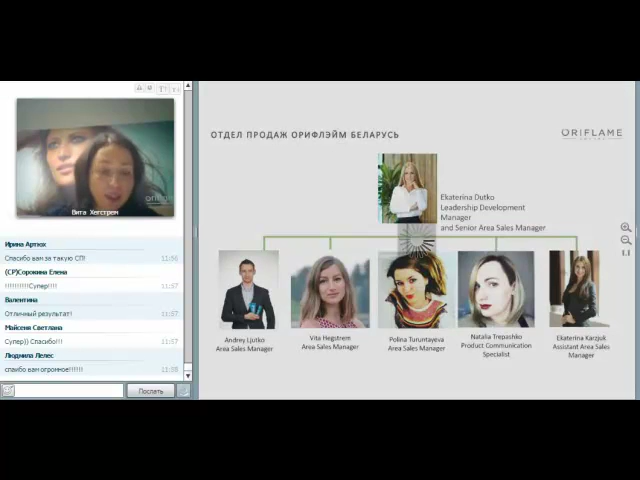 Вита Хегстрем
Ирина Артюх
Спасибо вам за такую СП!
11:56
(СР)Сорокина Елена
!!!!!!!!!!Супер!!!!
11:57
Валентина
Отличный результат!
11:57
Майсеня Светлана
Супер)) Спасибо!!!
11:57
Людмила Лелес
спаибо вам огромное!!!!!!
11:58
Послать
ОТДЕЛ ПРОДАЖ ОРИФЛЭЙМ БЕЛАРУСЬ
ORIFLAME
Ekaterina Dutko
Leadership Development
Manager
and Senior Area Sales Manager
Andrey Ljutko
Area Sales Manager
Vita Hegstrem
Area Sales Manager
Polina Turuntayeva
Area Sales Manager
Natalia Trepashko
Product Communication
Specialist
Ekaterina Karzjuk
Assistant Area Sales
Manager
1:1